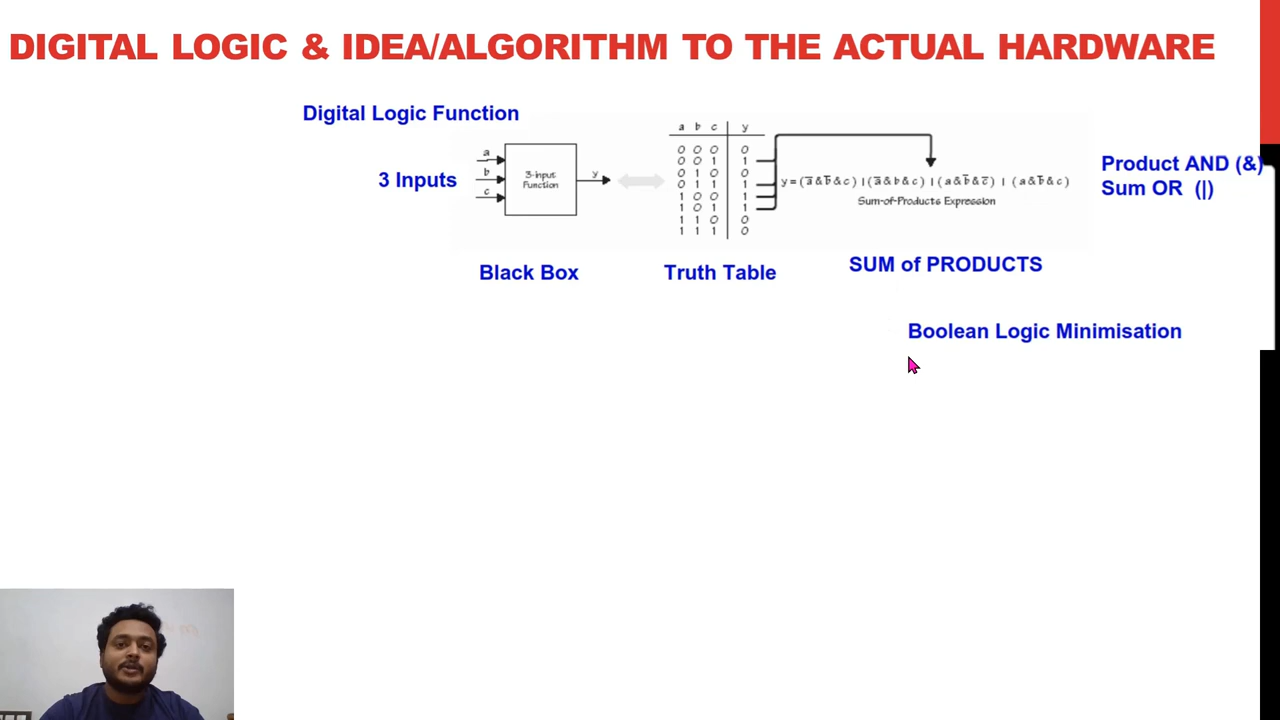 DIGITAL LOGIC & IDEA/ALGORITHM TO THE ACTUAL HARDWARE
Digital Logic Function
3 Inputs
a
b
c
3-input
Function
y
Black Box
a b c y
0 0 0 0
0 0 1 1
0 1 0 0
0 1 1 1
1 0 0 1
1 0 1 1
1 1 0 0
1 1 1 0
Truth Table
y = (a̅ & b̅ & c) | (a̅ & b & c) | (a & b̅ & c̅) | (a & b̅ & c)
Sum-of-Products Expression
SUM of PRODUCTS
Product AND (&)
Sum OR (|)
Boolean Logic Minimisation